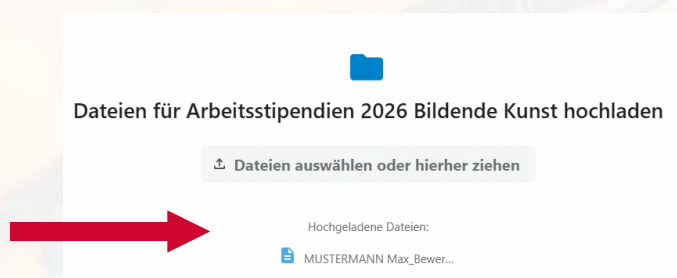 Dateien für Arbeitsstipendien 2026 Bildende Kunst hochladen
Dateien auswählen oder hierher ziehen
Hochgeladene Dateien:
MUSTERMANN Max_Bewer...